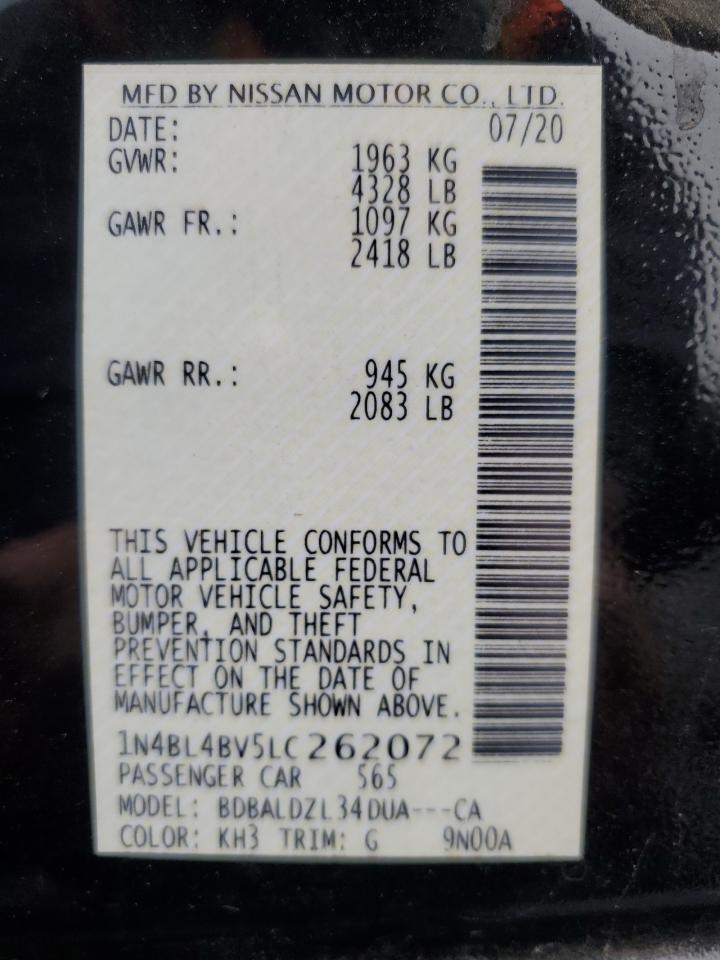 MFD BY NISSAN MOTOR CO., LTD.
DATE: 07/20
GVWR: 1963 KG
4328 LB
GAWR FR.: 1097 KG
2418 LB
GAWR RR.: 945 KG
2083 LB
THIS VEHICLE CONFORMS TO
ALL APPLICABLE FEDERAL
MOTOR VEHICLE SAFETY,
BUMPER, AND THEFT
PREVENTION STANDARDS IN
EFFECT ON THE DATE OF
MANUFACTURE SHOWN ABOVE.
1N4BL4BV5LC262072
PASSENGER CAR 565
MODEL: BDBALDZL34DUA---CA
COLOR: KH3 TRIM: G 9N00A